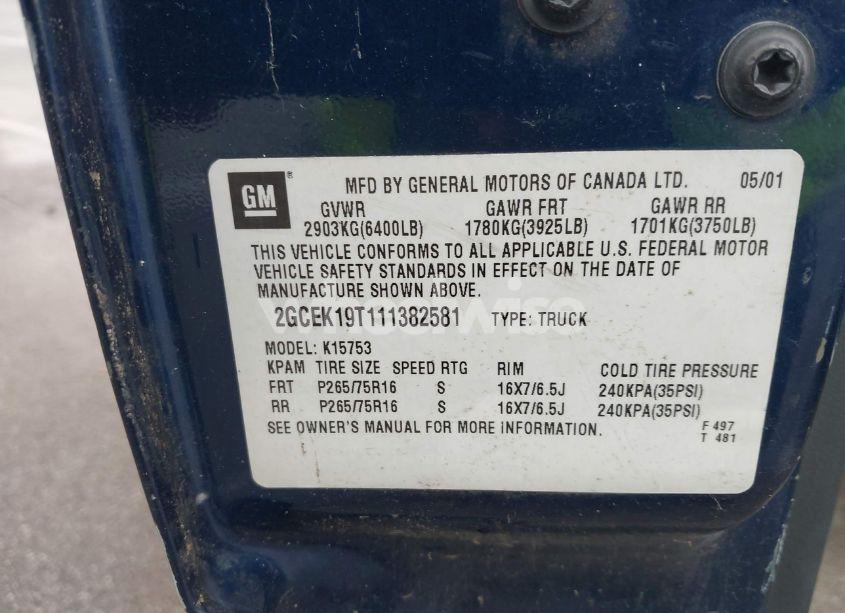 GM ® MFD BY GENERAL MOTORS OF CANADA LTD. 05/01
GVWR GAWR FRT GAWR RR
2903KG(6400LB) 1780KG(3925LB) 1701KG(3750LB)
THIS VEHICLE CONFORMS TO ALL APPLICABLE U.S. FEDERAL MOTOR
VEHICLE SAFETY STANDARDS IN EFFECT ON THE DATE OF
MANUFACTURE SHOWN ABOVE.
2GCEK19T111382581 TYPE: TRUCK
MODEL: K15753
KPAM TIRE SIZE SPEED RTG RIM COLD TIRE PRESSURE
FRT P265/75R16 S 16X7/6.5J 240KPA(35PSI)
RR P265/75R16 S 16X7/6.5J 240KPA(35PSI)
SEE OWNER'S MANUAL FOR MORE INFORMATION. F 497
T 481